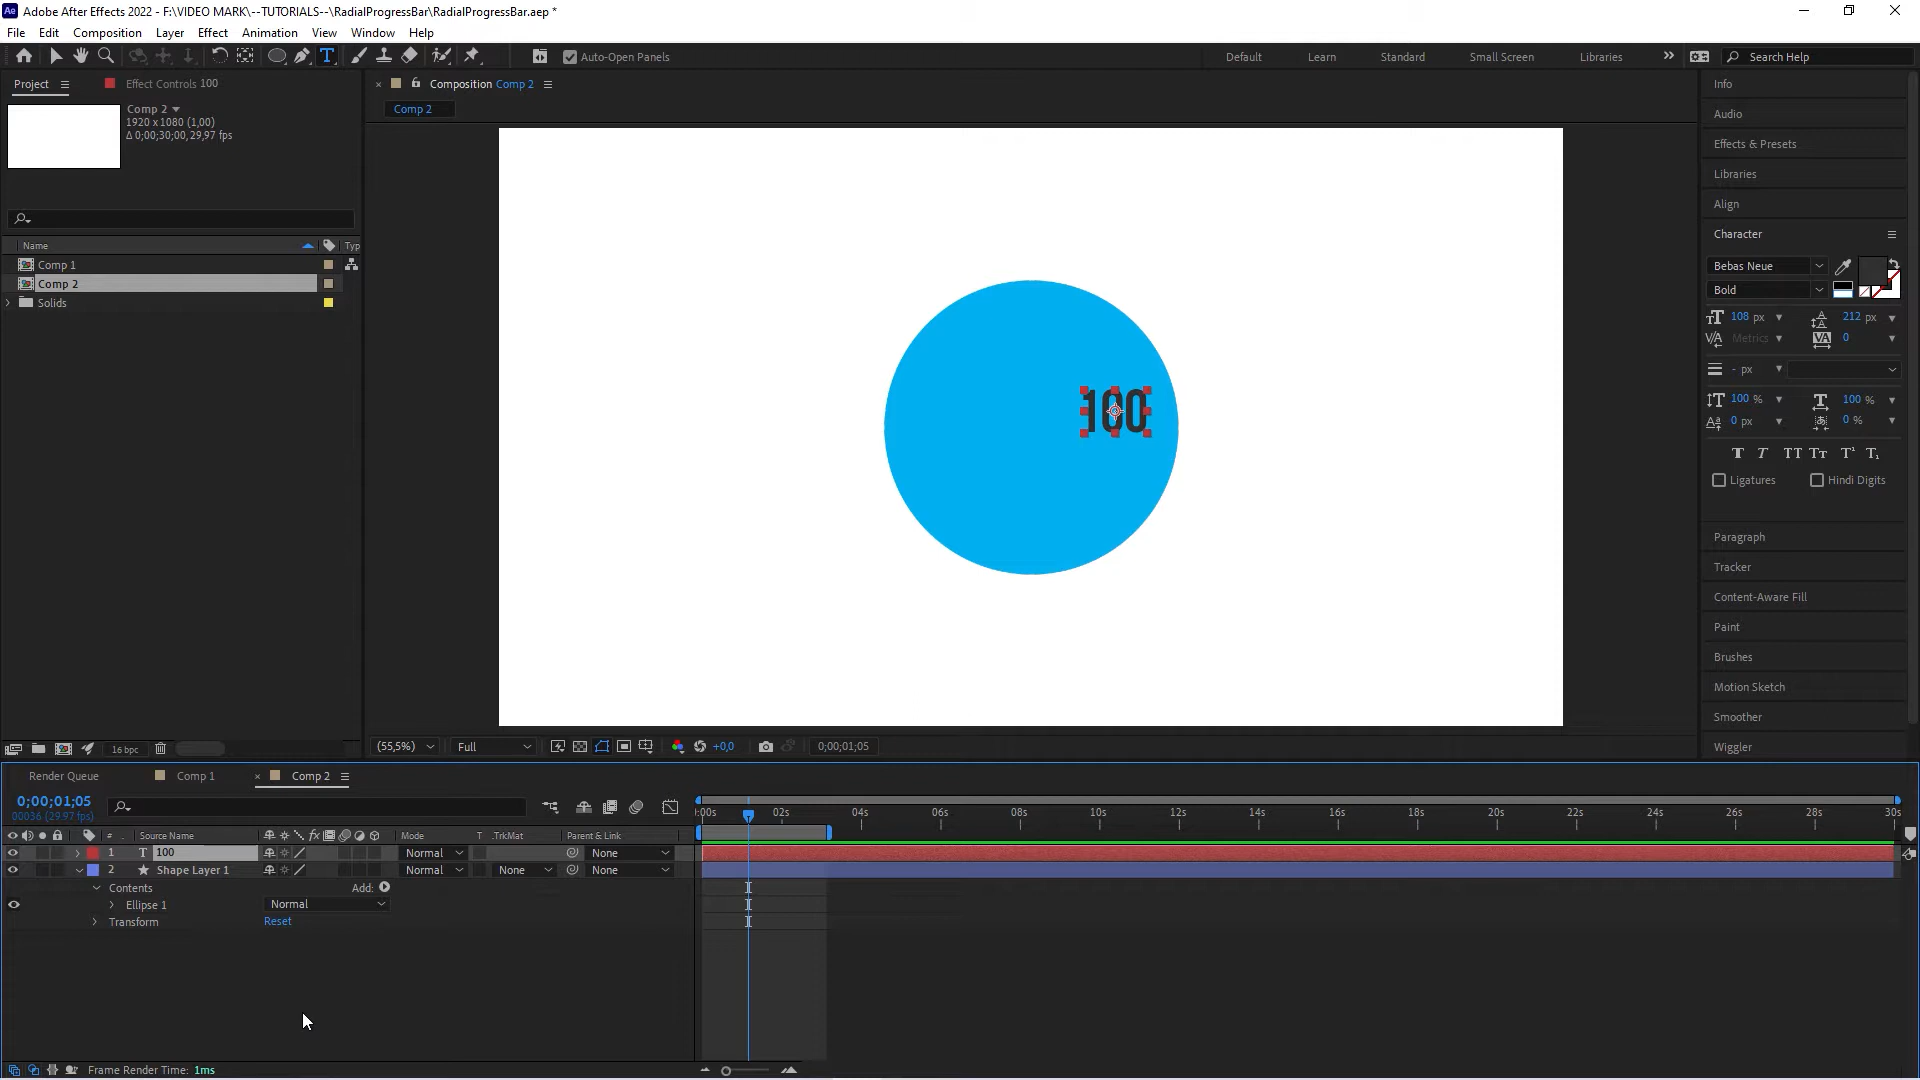 Adobe After Effects 2022 - F:\VIDEO MARK\--TUTORIALS--\RadialProgressBar\RadialProgressBar.aep *
File Edit Composition Layer Effect Animation View Window Help
Auto-Open Panels Default Learn Standard Small Screen Libraries Search Help
Project Effect Controls 100
Composition Comp 2
Comp 2
1920 x 1080 (1,00)
Δ 0;00;30;00, 29,97 fps
Comp 2
Name Typ
Comp 1
Comp 2
Solids
100
Info
Audio
Effects & Presets
Libraries
Align
Character
Bebas Neue
Bold
108 px 212 px
Metrics 0
- px
100 % 100 %
0 px 0 %
T T TT Tt T¹ T₁
Ligatures Hindi Digits
Paragraph
Tracker
Content-Aware Fill
Paint
Brushes
Motion Sketch
Smoother
Wiggler
16 bpc
(55,5%) Full +0,0 0;00;01;05
Render Queue Comp 1 Comp 2
0;00;01;05
00036 (29.97 fps)
:00s 02s 04s 06s 08s 10s 12s 14s 16s 18s 20s 22s 24s 26s 28s 30s
# Source Name fx Mode T .TrkMat Parent & Link
1 T 100 Normal None
2 Shape Layer 1 Normal None None
Contents Add:
Ellipse 1 Normal
Transform Reset
Frame Render Time: 1ms